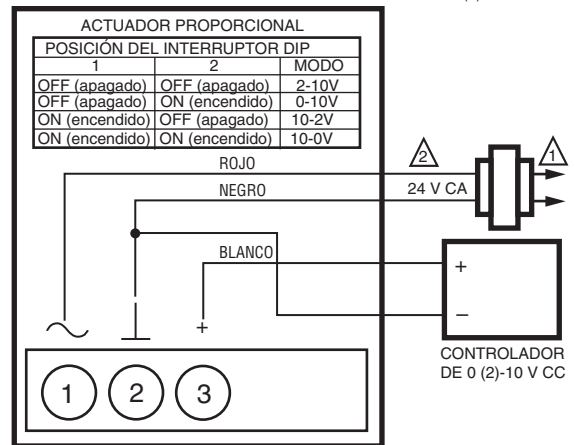 ACTUADOR PROPORCIONAL
POSICIÓN DEL INTERRUPTOR DIP
1 2 MODO
OFF (apagado) OFF (apagado) 2-10V
OFF (apagado) ON (encendido) 0-10V
ON (encendido) OFF (apagado) 10-2V
ON (encendido) ON (encendido) 10-0V
ROJO
2
1
NEGRO
24 V CA
BLANCO
+
–
+
CONTROLADOR
DE 0 (2)-10 V CC
1 2 3